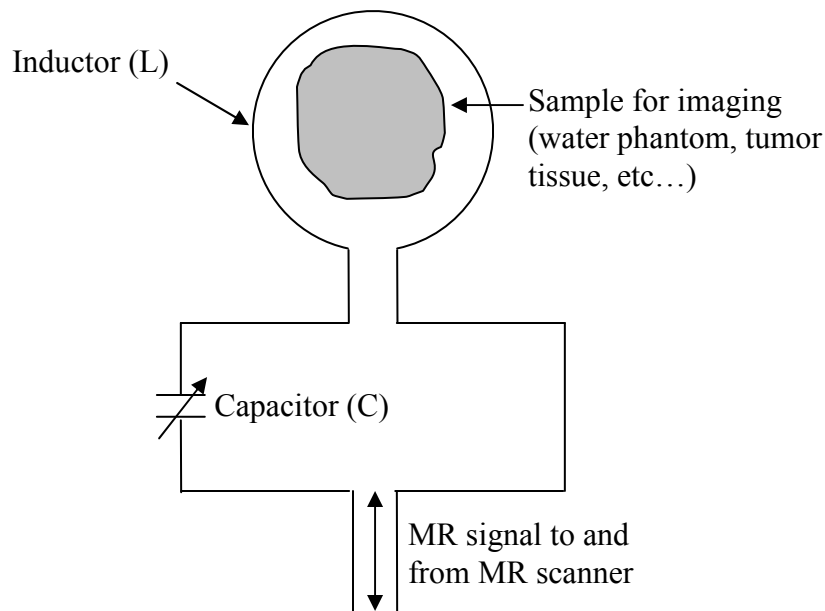 Inductor (L)
Sample for imaging
(water phantom, tumor
tissue, etc…)
Capacitor (C)
MR signal to and
from MR scanner